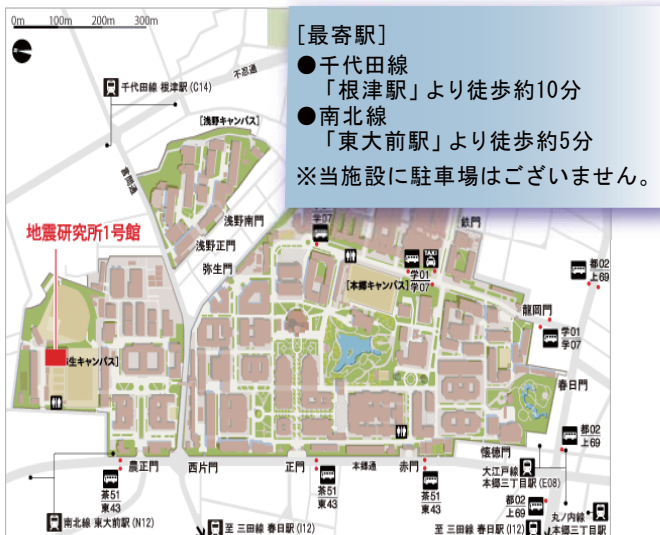 0m 100m 200m 300m
[最寄駅]
●千代田線
「根津駅」より徒歩約10分
●南北線
「東大前駅」より徒歩約5分
※当施設に駐車場はございません。
千代田線 根津駅(C14)
不忍通
[浅野キャンパス]
言問通
浅野南門
浅野正門
弥生門
学07
鉄門
地震研究所1号館
TAXI
学01
学07
[本郷キャンパス]
都02
上69
龍岡門
学01
学07
生キャンパス]
春日門
都02
上69
懐徳門
農正門
西片門
正門
本郷通
赤門
大江戸線
本郷三丁目駅(E08)
茶51
東43
茶51
東43
茶51
東43
都02
上69
丸ノ内線
本郷三丁目駅
南北線 東大前駅(N12)
至 三田線 春日駅(I12)
至 三田線 春日駅(I12)